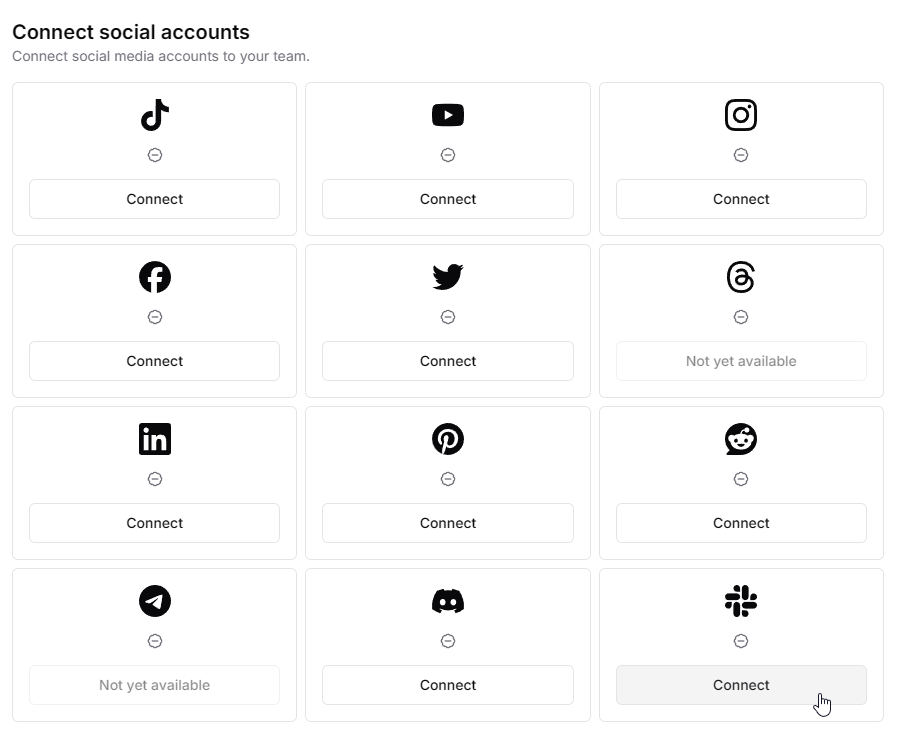 Connect social accounts
Connect social media accounts to your team.
Connect
Connect
Connect
Connect
Connect
Not yet available
in
Connect
Connect
Connect
Not yet available
Connect
Connect